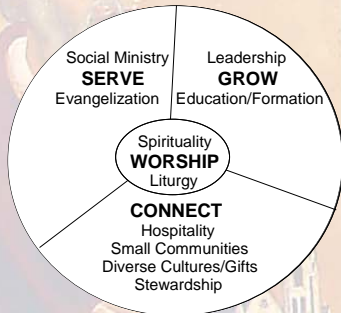 Social Ministry
SERVE
Evangelization
Leadership
GROW
Education/Formation
Spirituality
WORSHIP
Liturgy
CONNECT
Hospitality
Small Communities
Diverse Cultures/Gifts
Stewardship